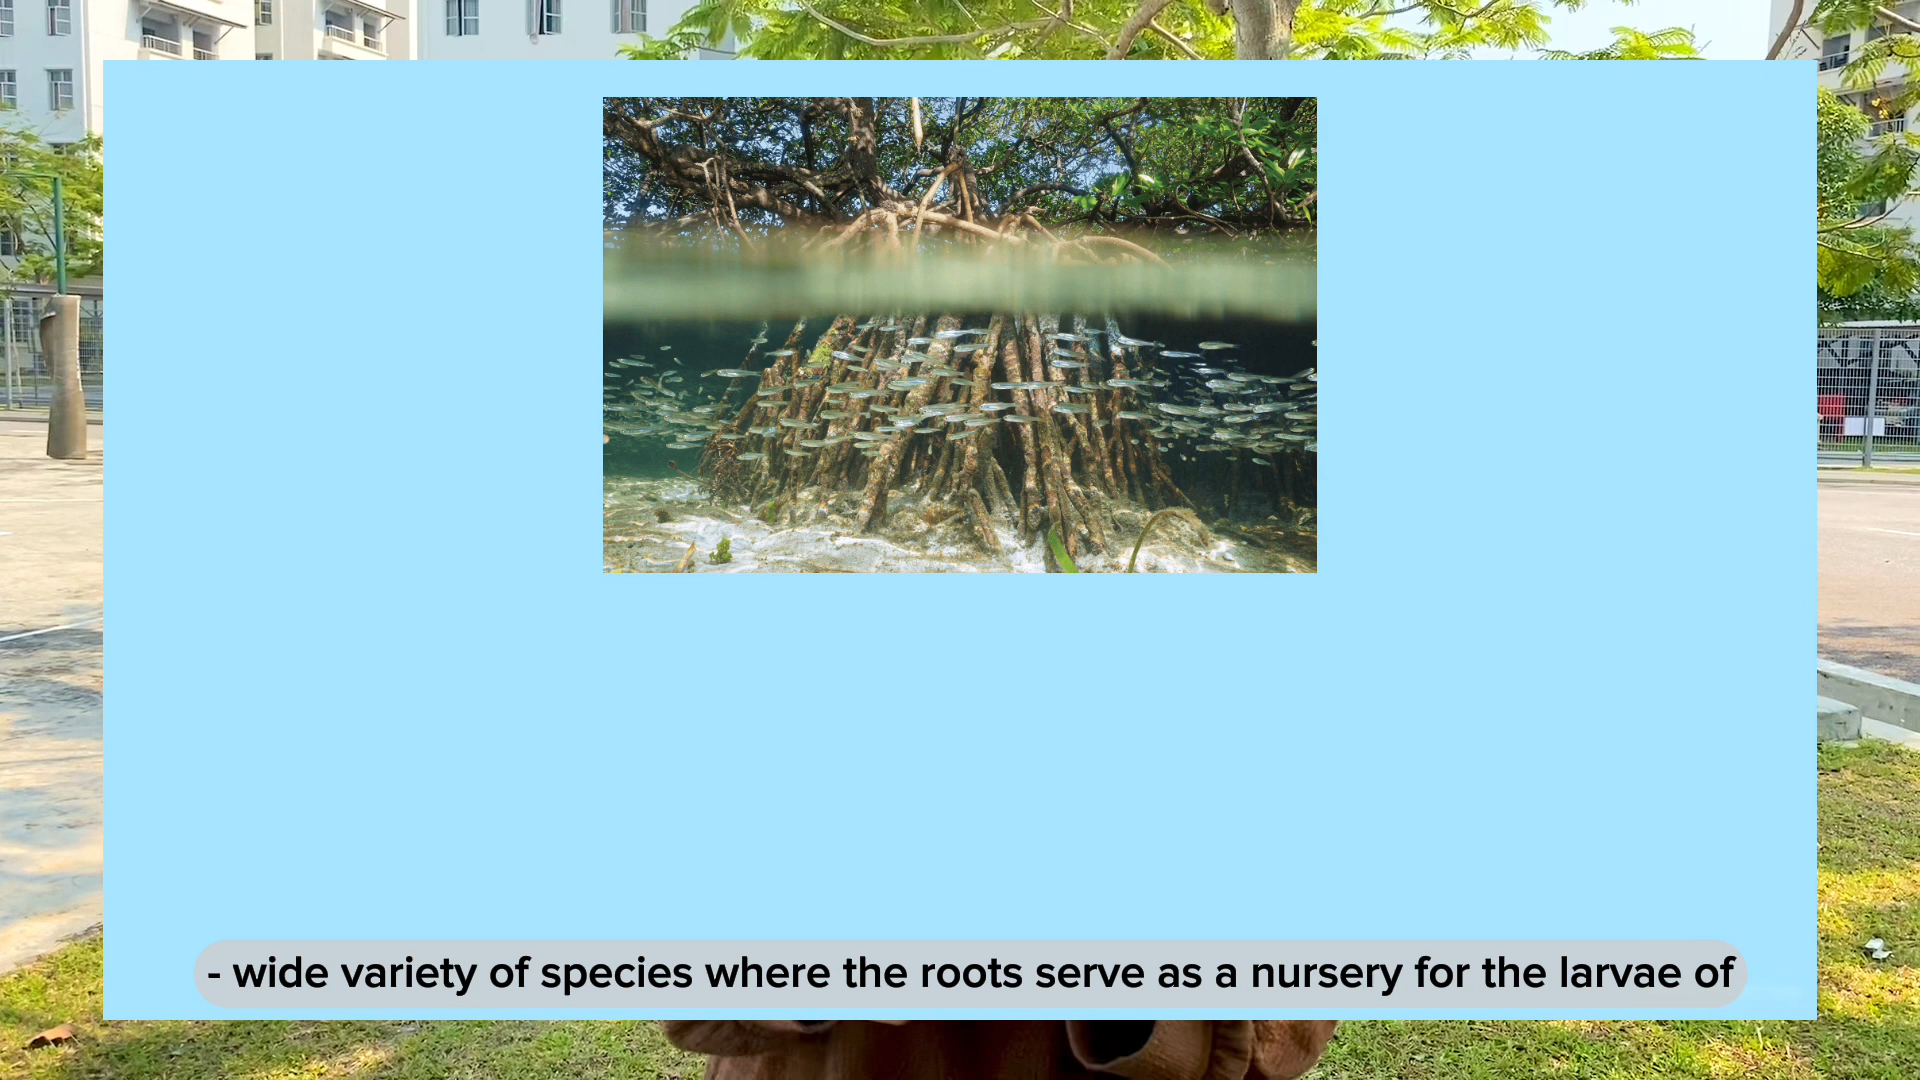 - wide variety of species where the roots serve as a nursery for the larvae of